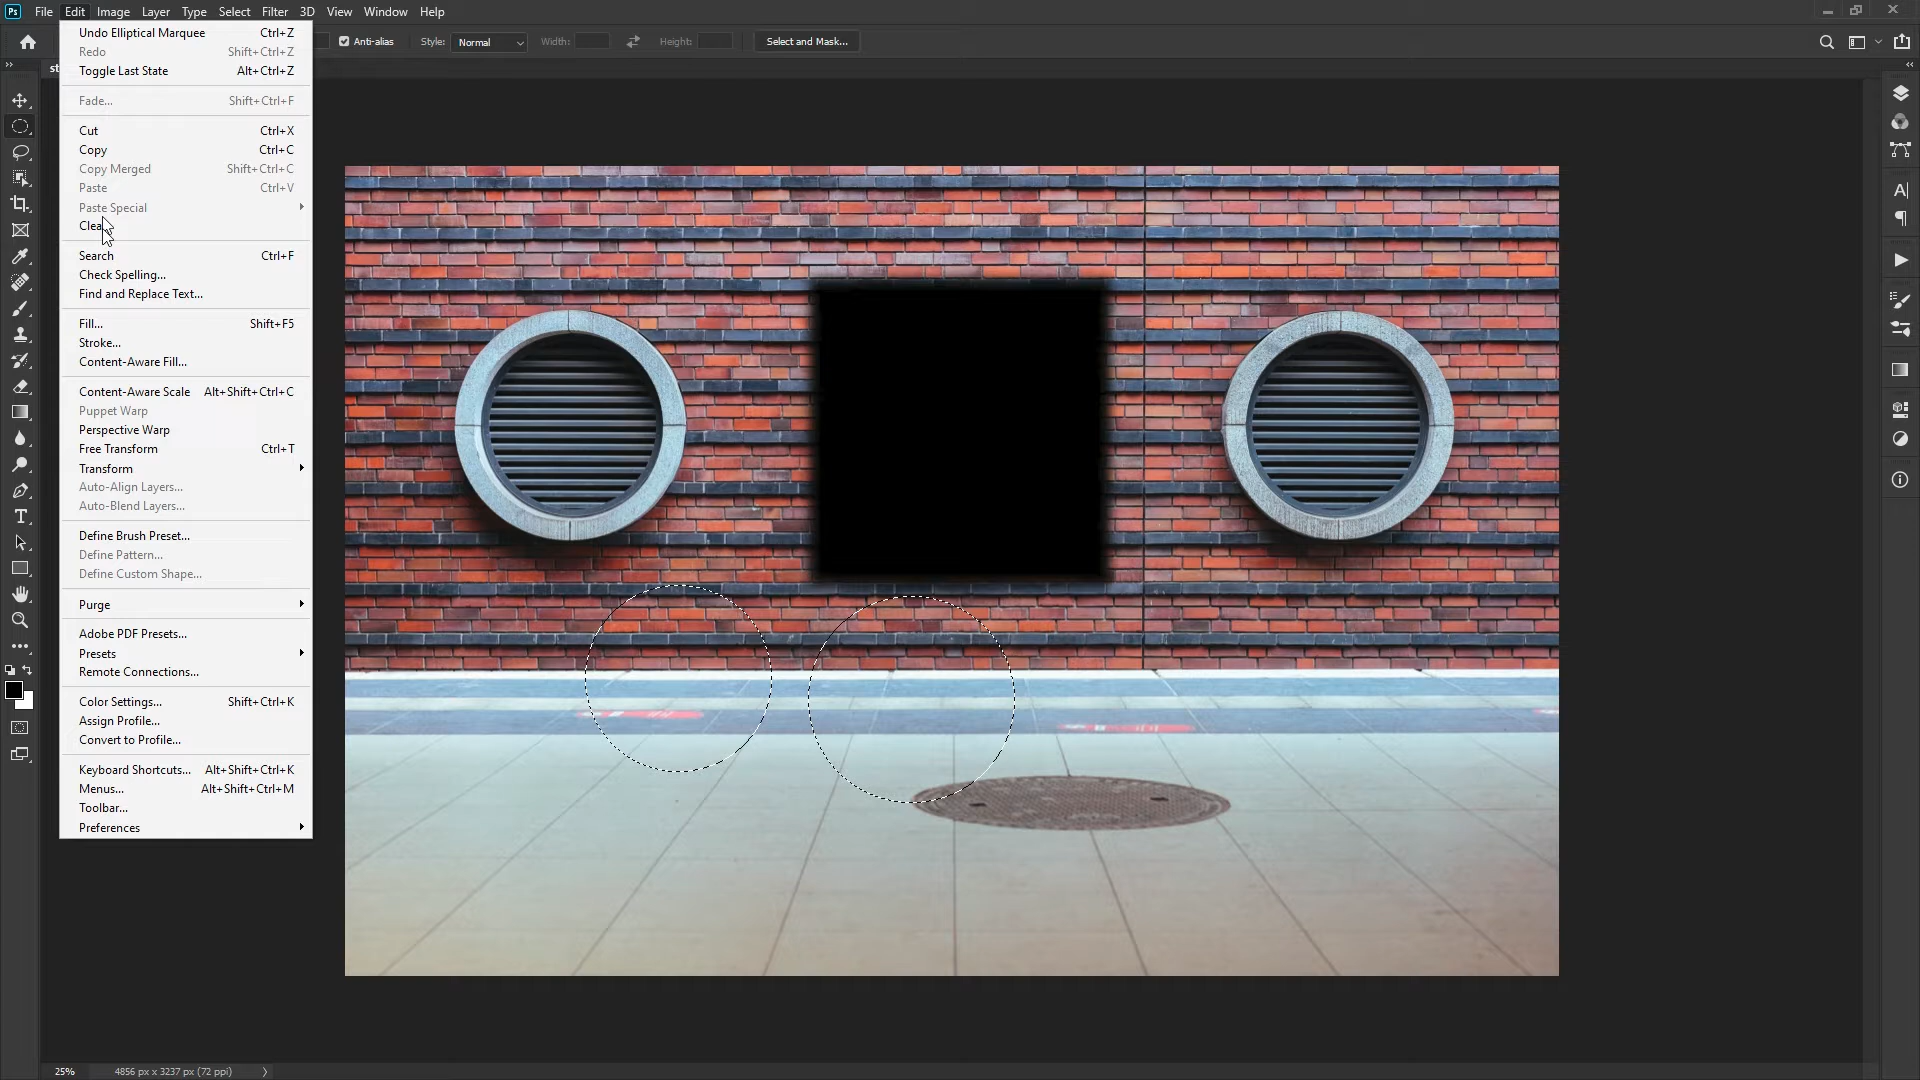 Ps File Edit Image Layer Type Select Filter 3D View Window Help
Anti-alias Style: Normal Width: Height: Select and Mask...
st
Undo Elliptical Marquee Ctrl+Z
Redo Shift+Ctrl+Z
Toggle Last State Alt+Ctrl+Z
Fade... Shift+Ctrl+F
Cut Ctrl+X
Copy Ctrl+C
Copy Merged Shift+Ctrl+C
Paste Ctrl+V
Paste Special
Clea
Search Ctrl+F
Check Spelling...
Find and Replace Text...
Fill... Shift+F5
Stroke...
Content-Aware Fill...
Content-Aware Scale Alt+Shift+Ctrl+C
Puppet Warp
Perspective Warp
Free Transform Ctrl+T
Transform
Auto-Align Layers...
Auto-Blend Layers...
Define Brush Preset...
Define Pattern...
Define Custom Shape...
Purge
Adobe PDF Presets...
Presets
Remote Connections...
Color Settings... Shift+Ctrl+K
Assign Profile...
Convert to Profile...
Keyboard Shortcuts... Alt+Shift+Ctrl+K
Menus... Alt+Shift+Ctrl+M
Toolbar...
Preferences
25% 4856 px x 3237 px (72 ppi)